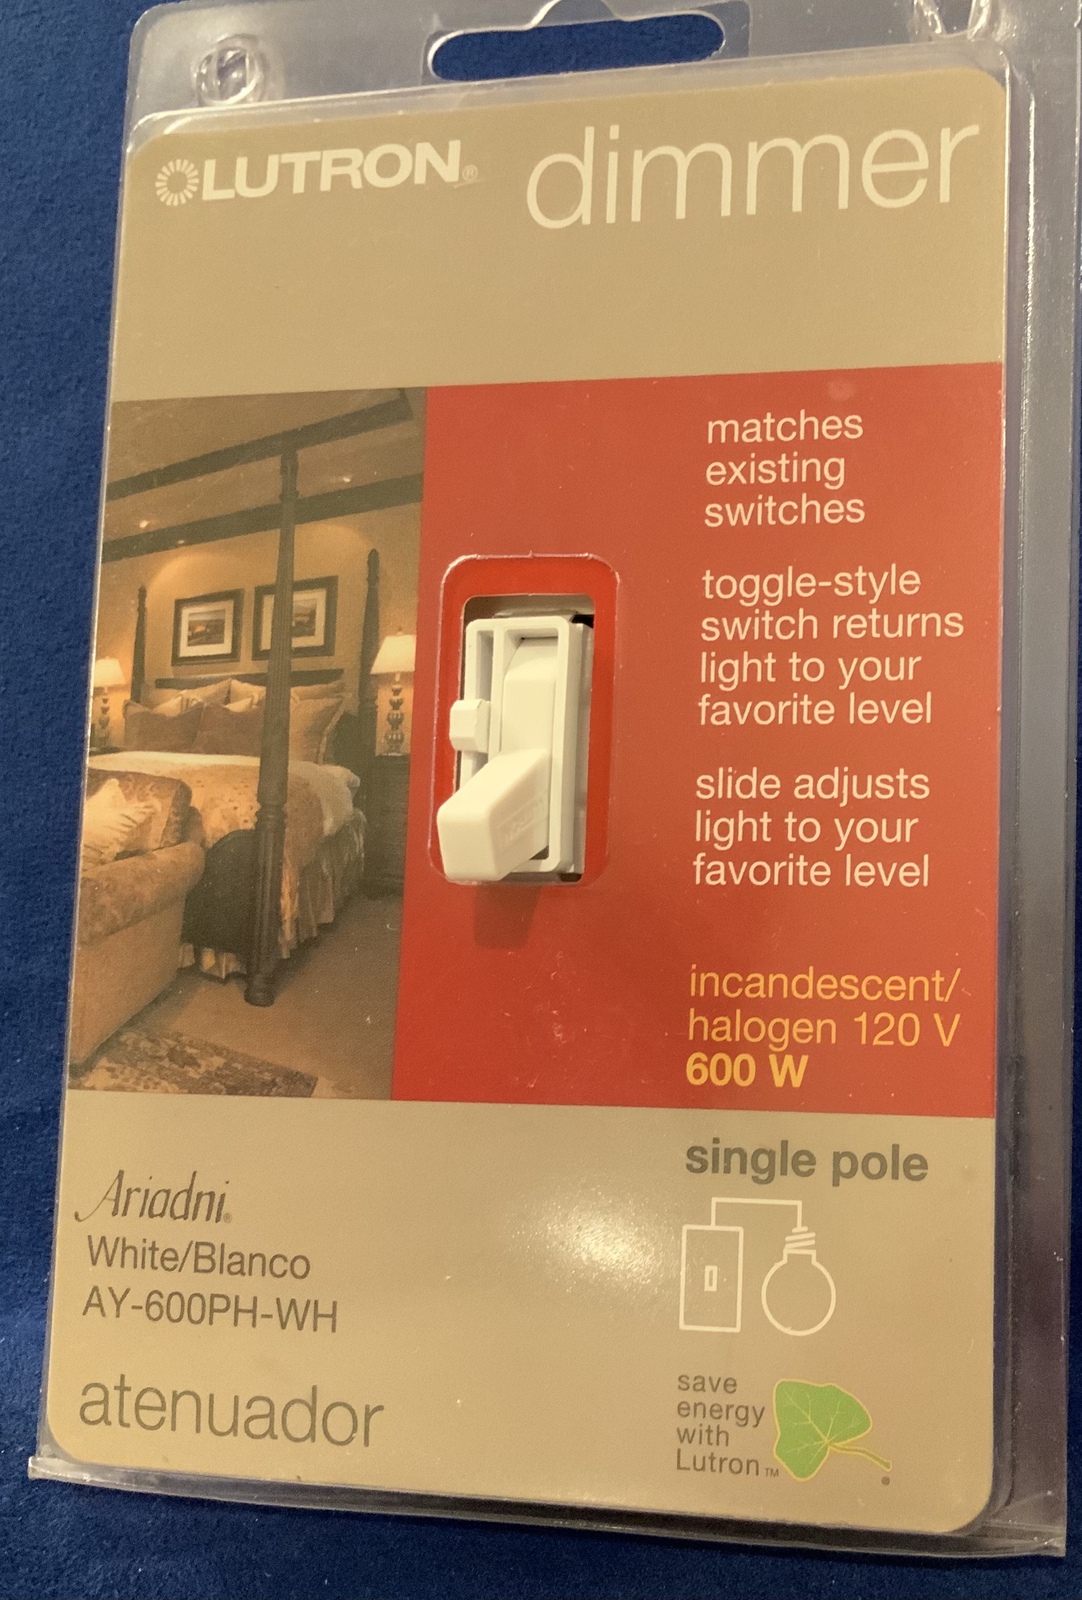 LUTRON®
dimmer
matches
existing
switches
toggle-style
switch returns
light to your
favorite level
slide adjusts
light to your
favorite level
incandescent/
halogen 120 V
600 W
single pole
Ariadni®
White/Blanco
AY-600PH-WH
atenuador
save
energy
with
Lutron™